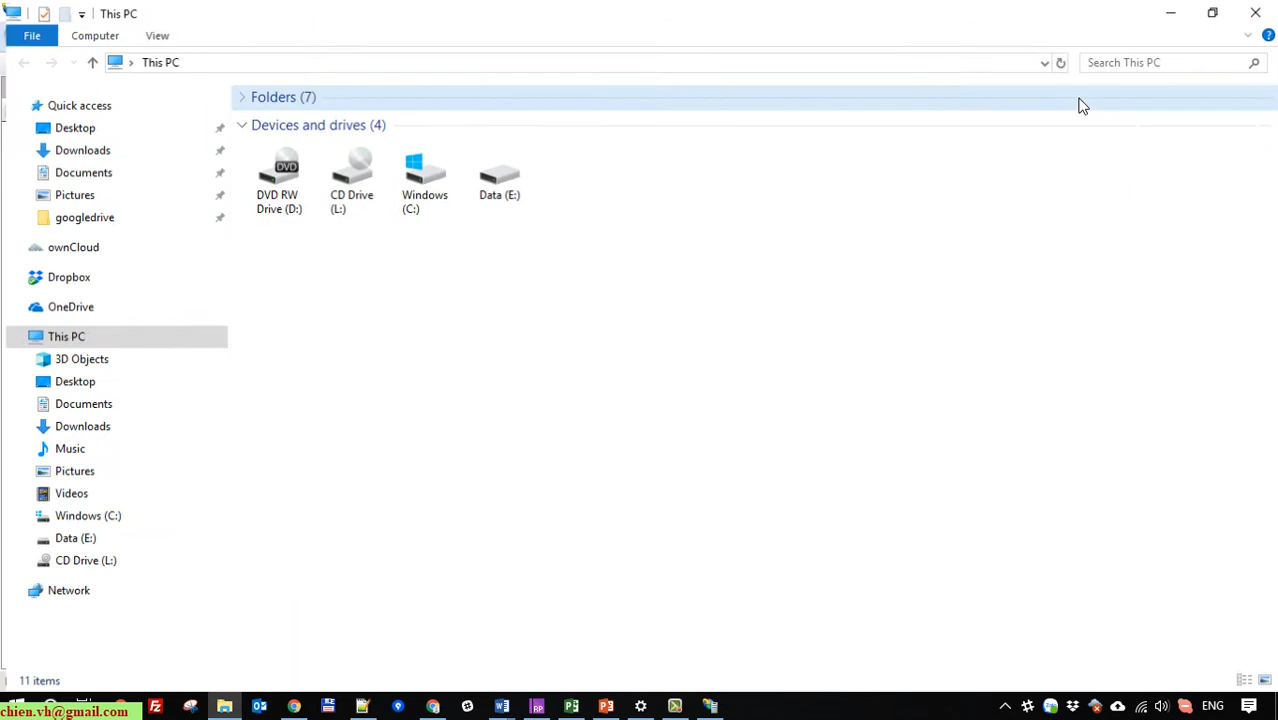 This PC
File
Computer
View
This PC
Search This PC
Quick access
Desktop
Downloads
Documents
Pictures
googledrive
ownCloud
Dropbox
OneDrive
This PC
3D Objects
Desktop
Documents
Downloads
Music
Pictures
Videos
Windows (C:)
Data (E:)
CD Drive (L:)
Network
Folders (7)
Devices and drives (4)
DVD
DVD RW
Drive (D:)
CD Drive
(L:)
Windows
(C:)
Data (E:)
11 items
ENG
chien.vh@gmail.com